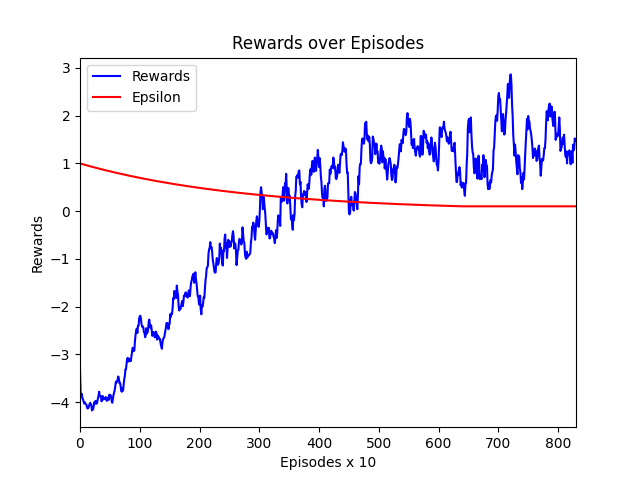 Rewards over Episodes
Rewards
Epsilon
3
2
1
0
−1
−2
−3
−4
Rewards
0 100 200 300 400 500 600 700 800
Episodes x 10